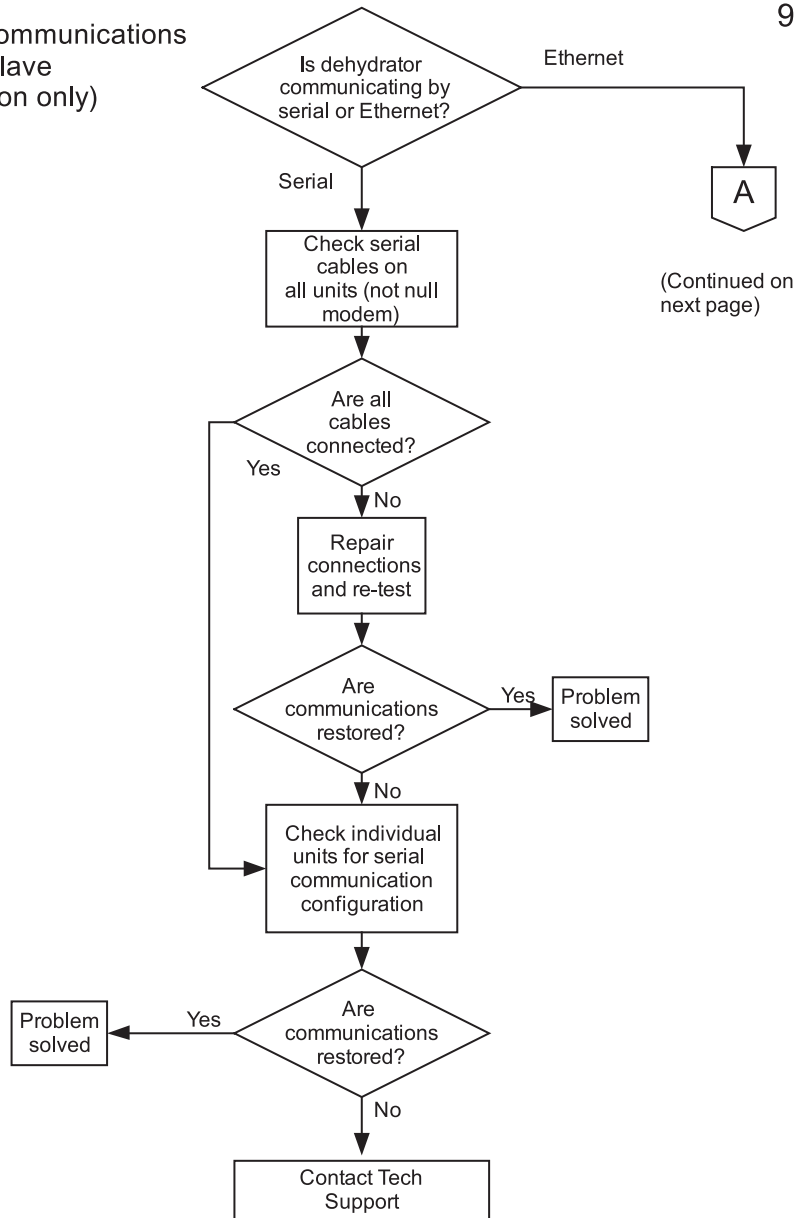 9
ommunications
lave
on only)
Is dehydrator
communicating by
serial or Ethernet?
Ethernet
Serial
A
(Continued on
next page)
Check serial
cables on
all units (not null
modem)
Are all
cables
connected?
Yes
No
Repair
connections
and re-test
Are
communications
restored?
Yes
Problem
solved
No
Check individual
units for serial
communication
configuration
Are
communications
restored?
Yes
Problem
solved
No
Contact Tech
Support